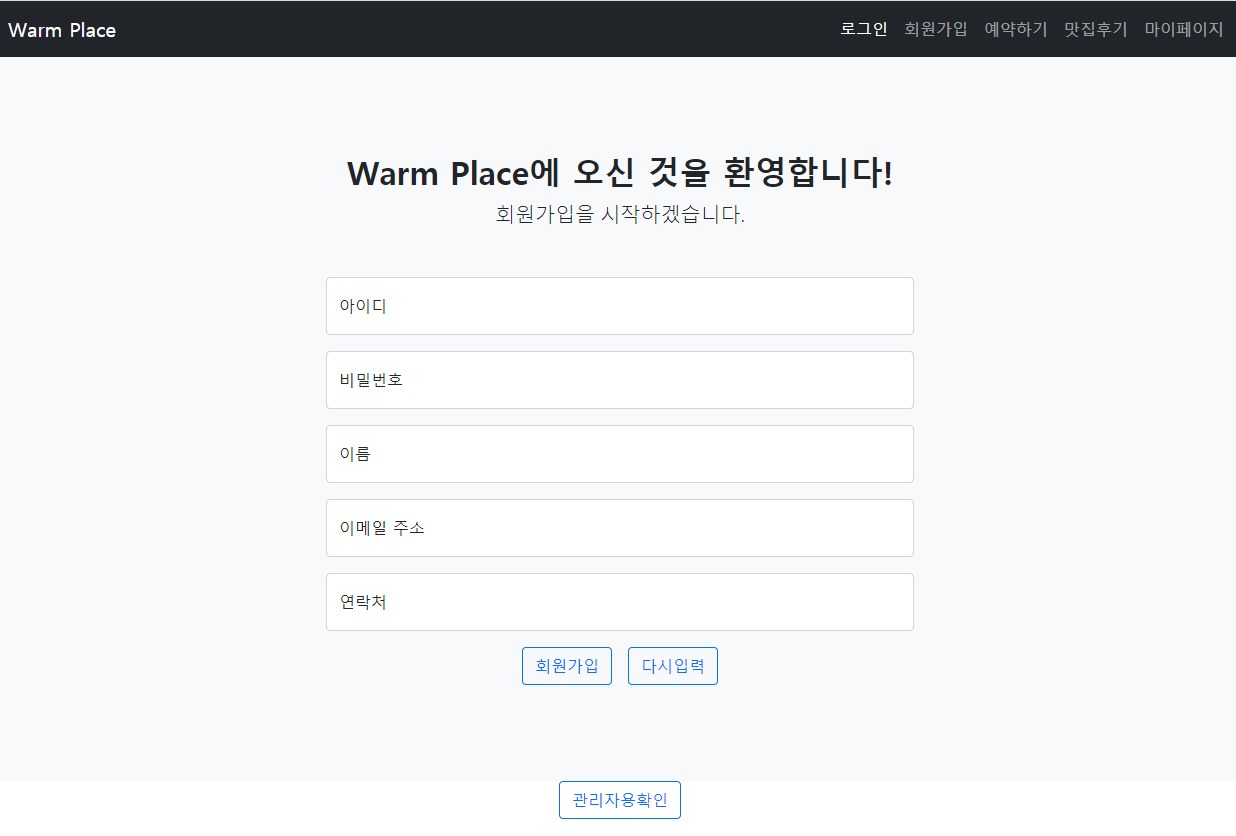 Warm Place 로그인 회원가입 예약하기 맛집후기 마이페이지
Warm Place에 오신 것을 환영합니다!
회원가입을 시작하겠습니다.
아이디
비밀번호
이름
이메일 주소
연락처
회원가입 다시입력
관리자용확인